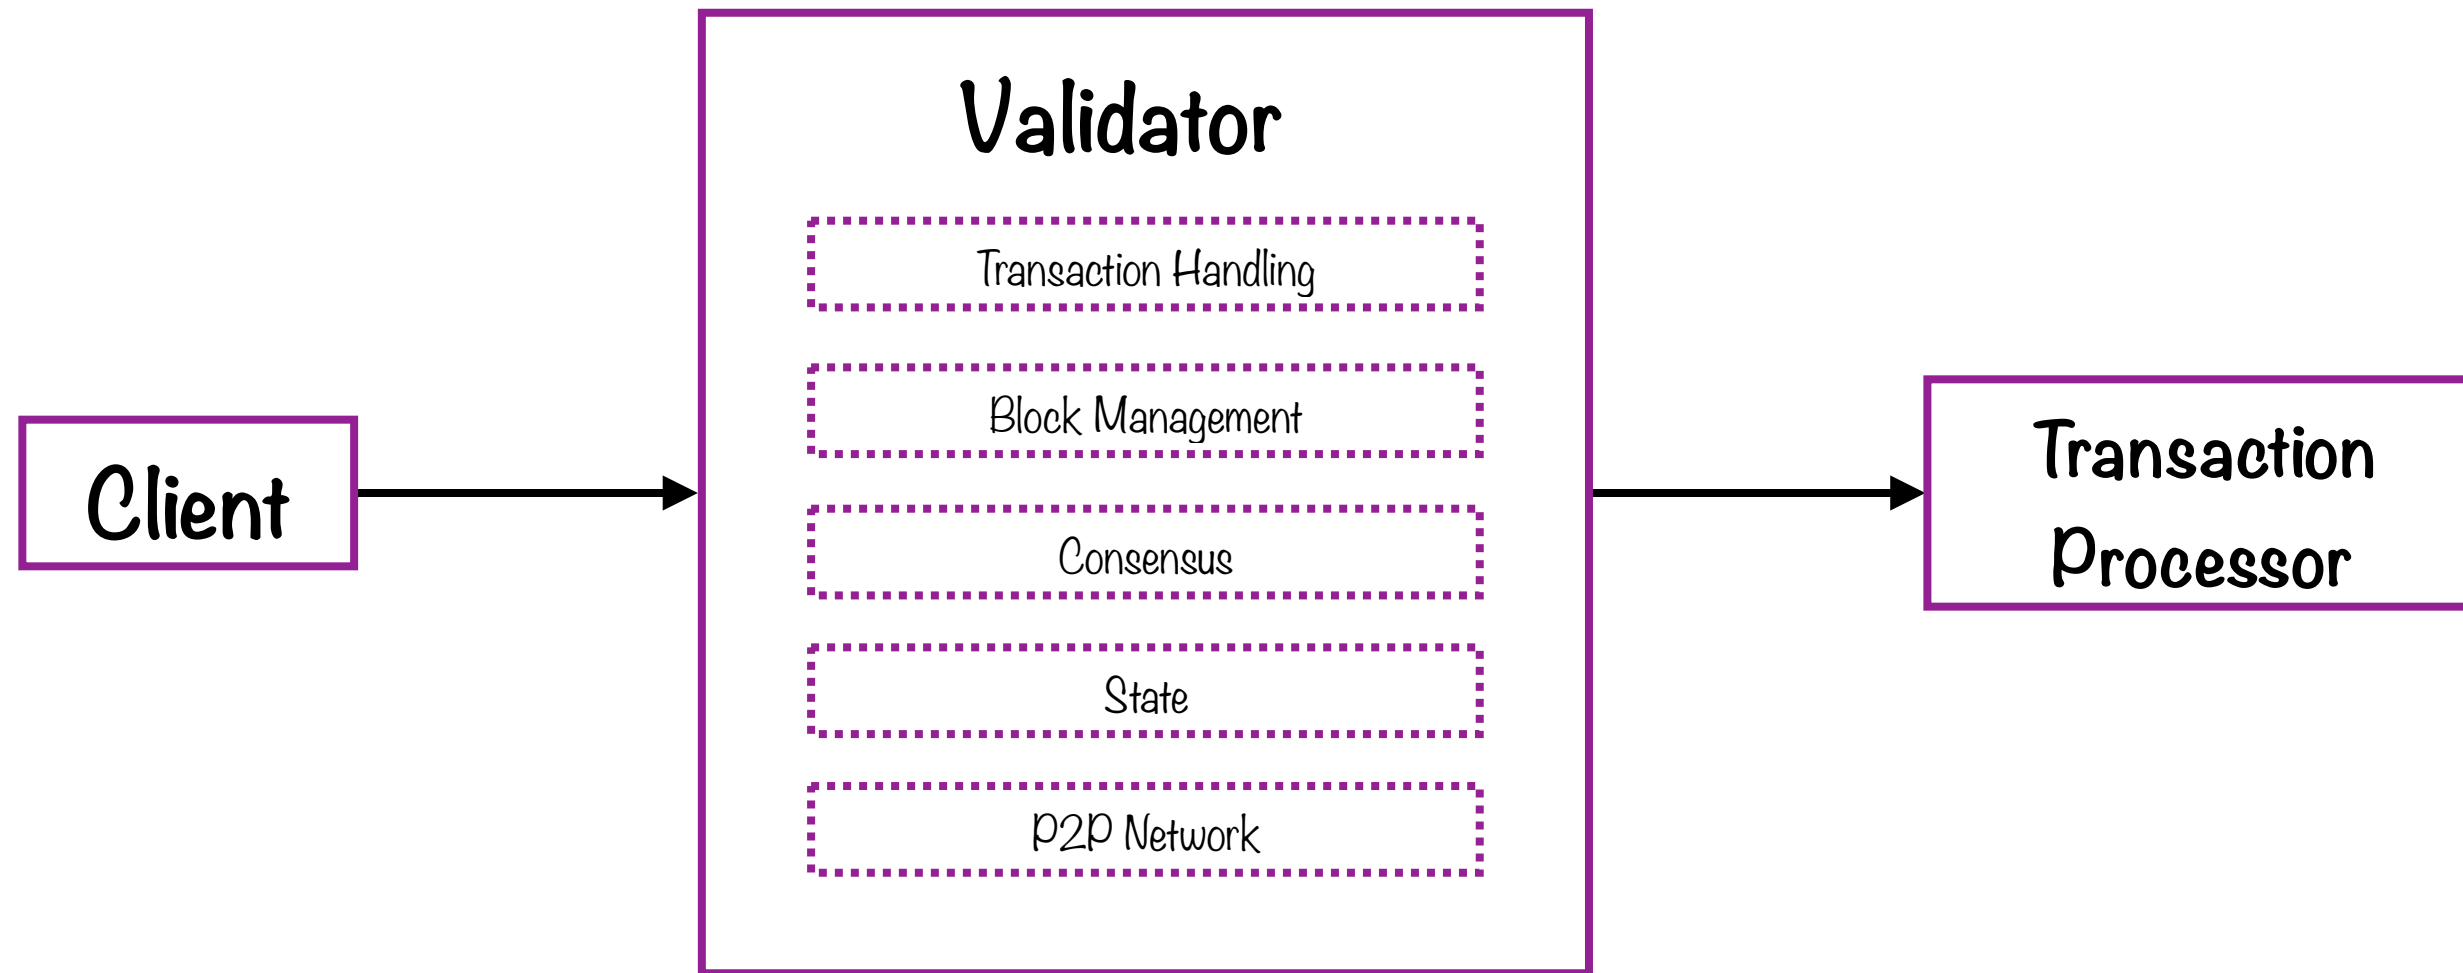 Validator
Transaction Handling
Block Management
Consensus
State
P2P Network
Client
Transaction
Processor